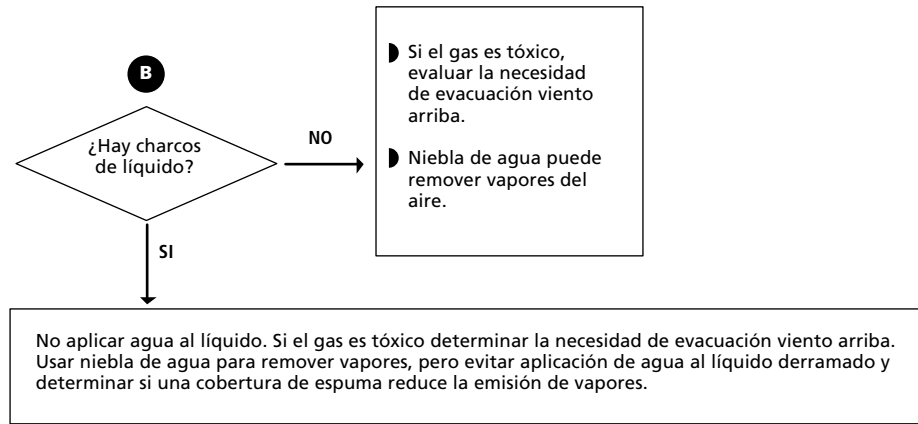 B
¿Hay charcos
de líquido?
NO
Si el gas es tóxico,
evaluar la necesidad
de evacuación viento
arriba.
Niebla de agua puede
remover vapores del
aire.
SI
No aplicar agua al líquido. Si el gas es tóxico determinar la necesidad de evacuación viento arriba.
Usar niebla de agua para remover vapores, pero evitar aplicación de agua al líquido derramado y
determinar si una cobertura de espuma reduce la emisión de vapores.